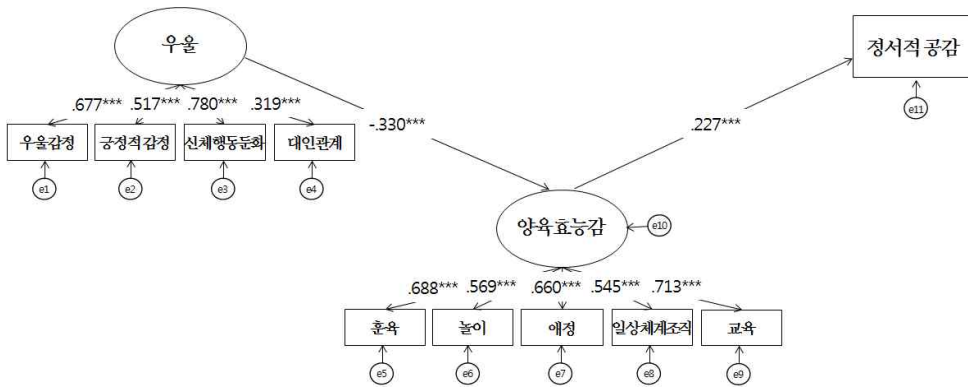 우울
정서적 공감
.677*** .517*** .780*** .319***
-.330***
.227***
우울감정 긍정적 감정 신체행동둔화 대인관계
e11
e1 e2 e3 e4
양육효능감
e10
.688*** .569*** .660*** .545*** .713***
훈육 놀이 애정 일상체계조직 교육
e5 e6 e7 e8 e9